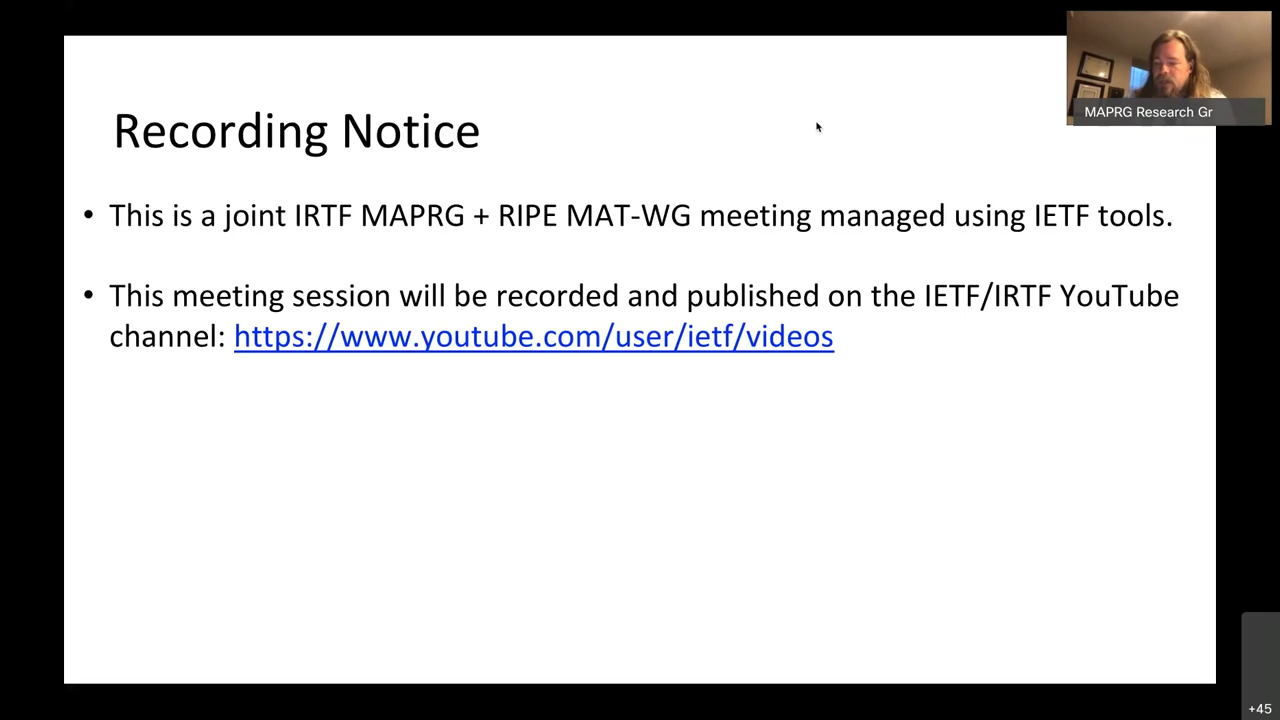 MAPRG Research Gr
Recording Notice
• This is a joint IRTF MAPRG + RIPE MAT-WG meeting managed using IETF tools.
• This meeting session will be recorded and published on the IETF/IRTF YouTube
channel: https://www.youtube.com/user/ietf/videos
+45